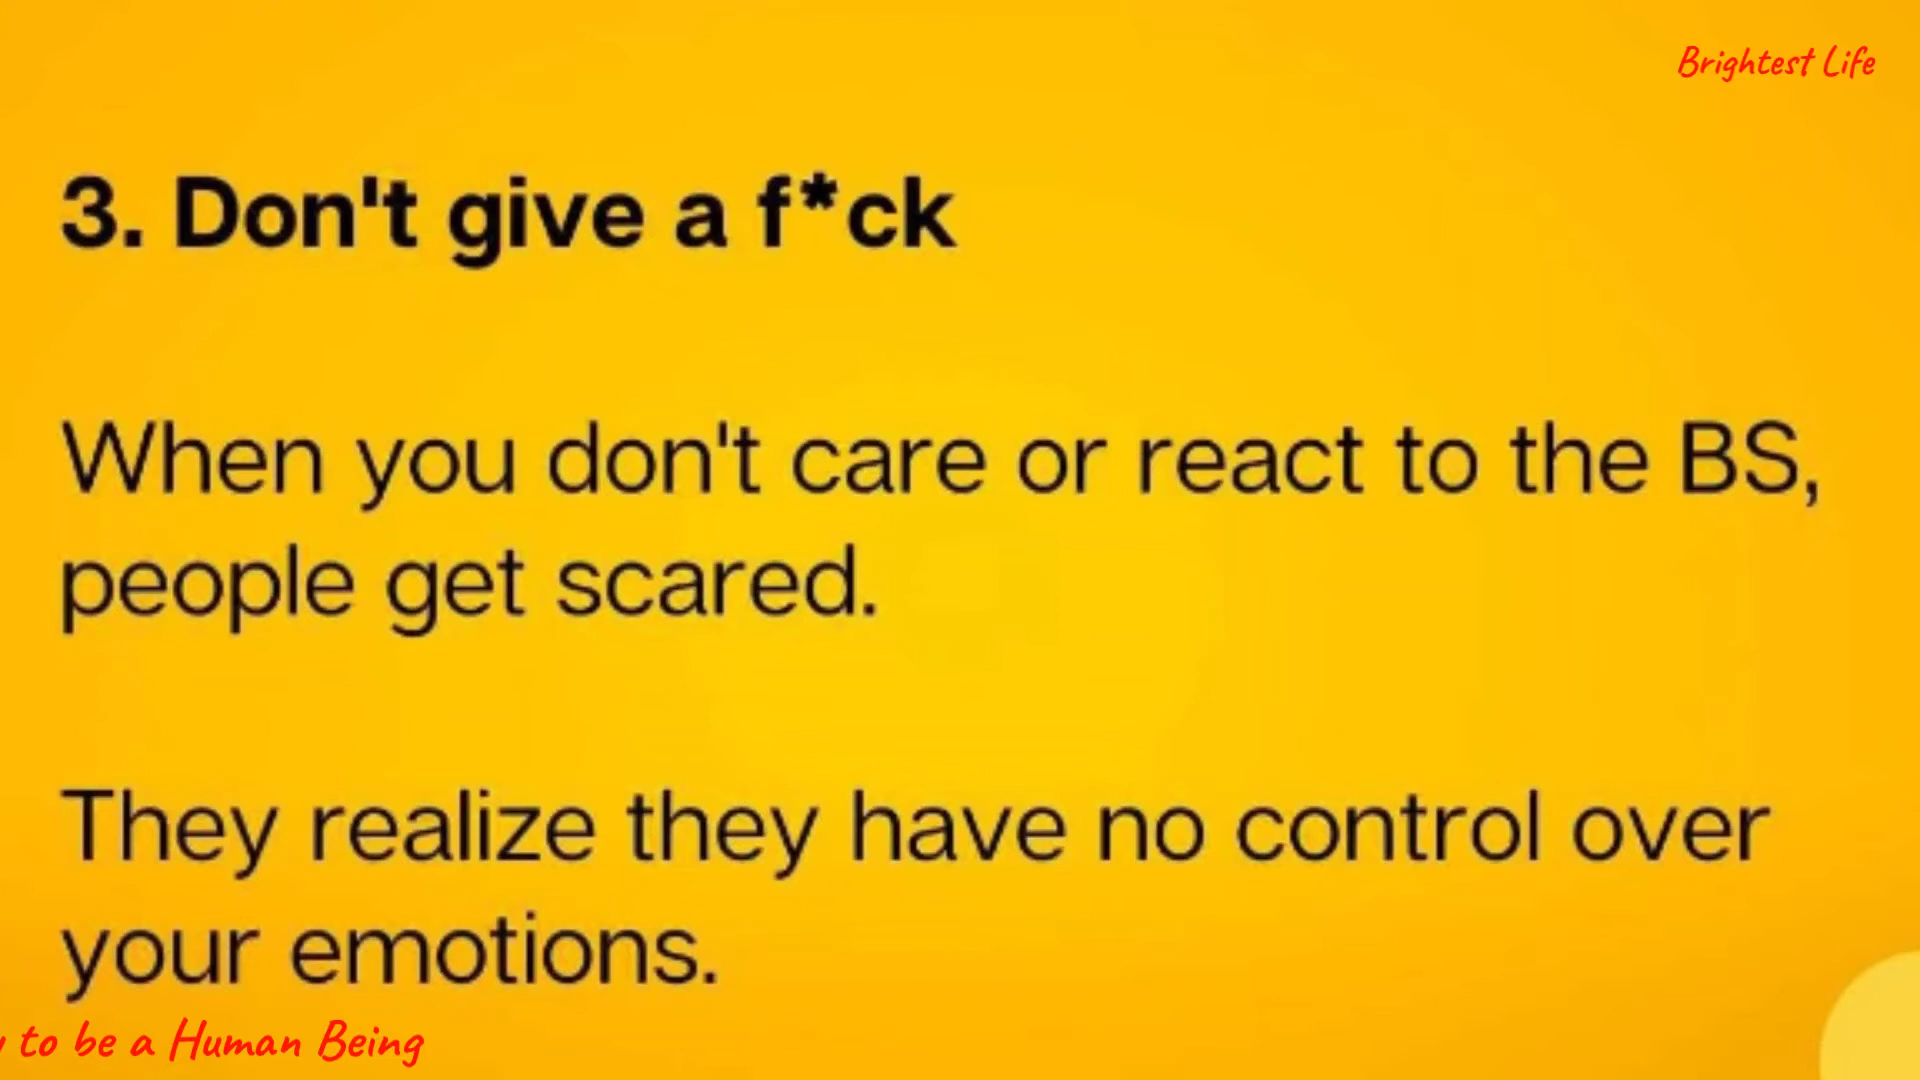 Brightest Life
3. Don't give a f*ck
When you don't care or react to the BS,
people get scared.
They realize they have no control over
your emotions.
to be a Human Being